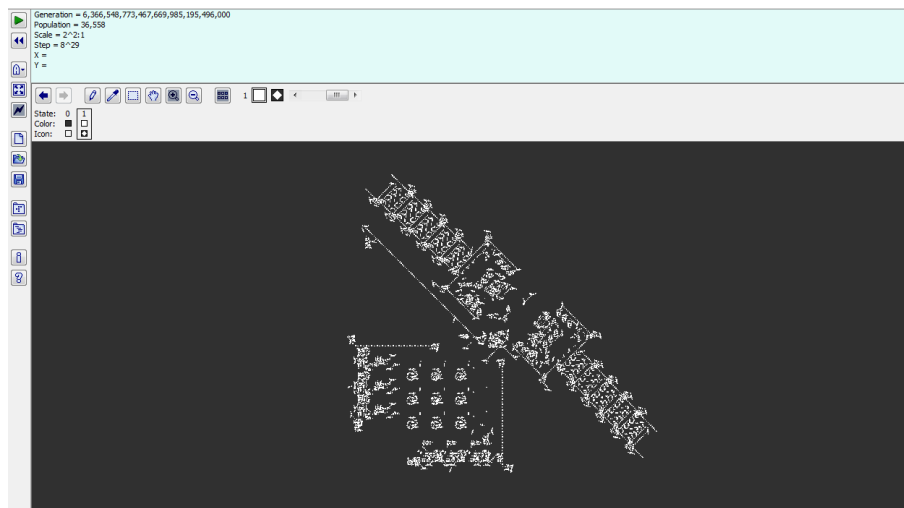 Generation = 6,366,548,773,467,669,985,195,496,000
Population = 36,558
Scale = 2^2:1
Step = 8^29
X =
Y =
1
State: 0 1
Color:
Icon: